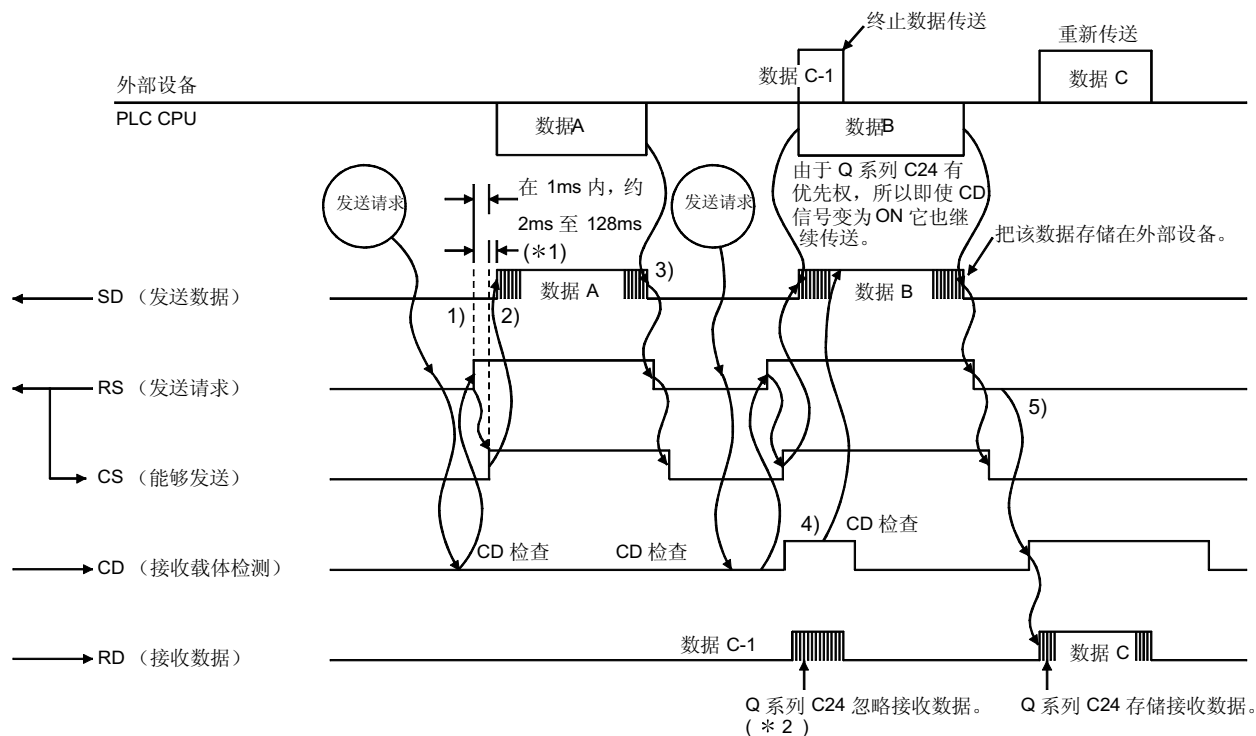 终止数据传送
重新传送
数据 C-1
数据 C
外部设备
PLC CPU
数据A
数据B
发送请求
在 1ms 内，约
2ms 至 128ms
(＊1)
发送请求
由于 Q 系列 C24 有
优先权，所以即使 CD
信号变为 ON 它也继
续传送。
把该数据存储在外部设备。
SD （发送数据）
1)
2)
数据 A
3)
数据 B
RS （发送请求）
5)
CS （能够发送）
4)
CD 检查
CD 检查
CD 检查
CD （接收载体检测）
RD （接收数据）
数据 C-1
数据 C
Q 系列 C24 忽略接收数据。
(＊2)
Q 系列 C24 存储接收数据。